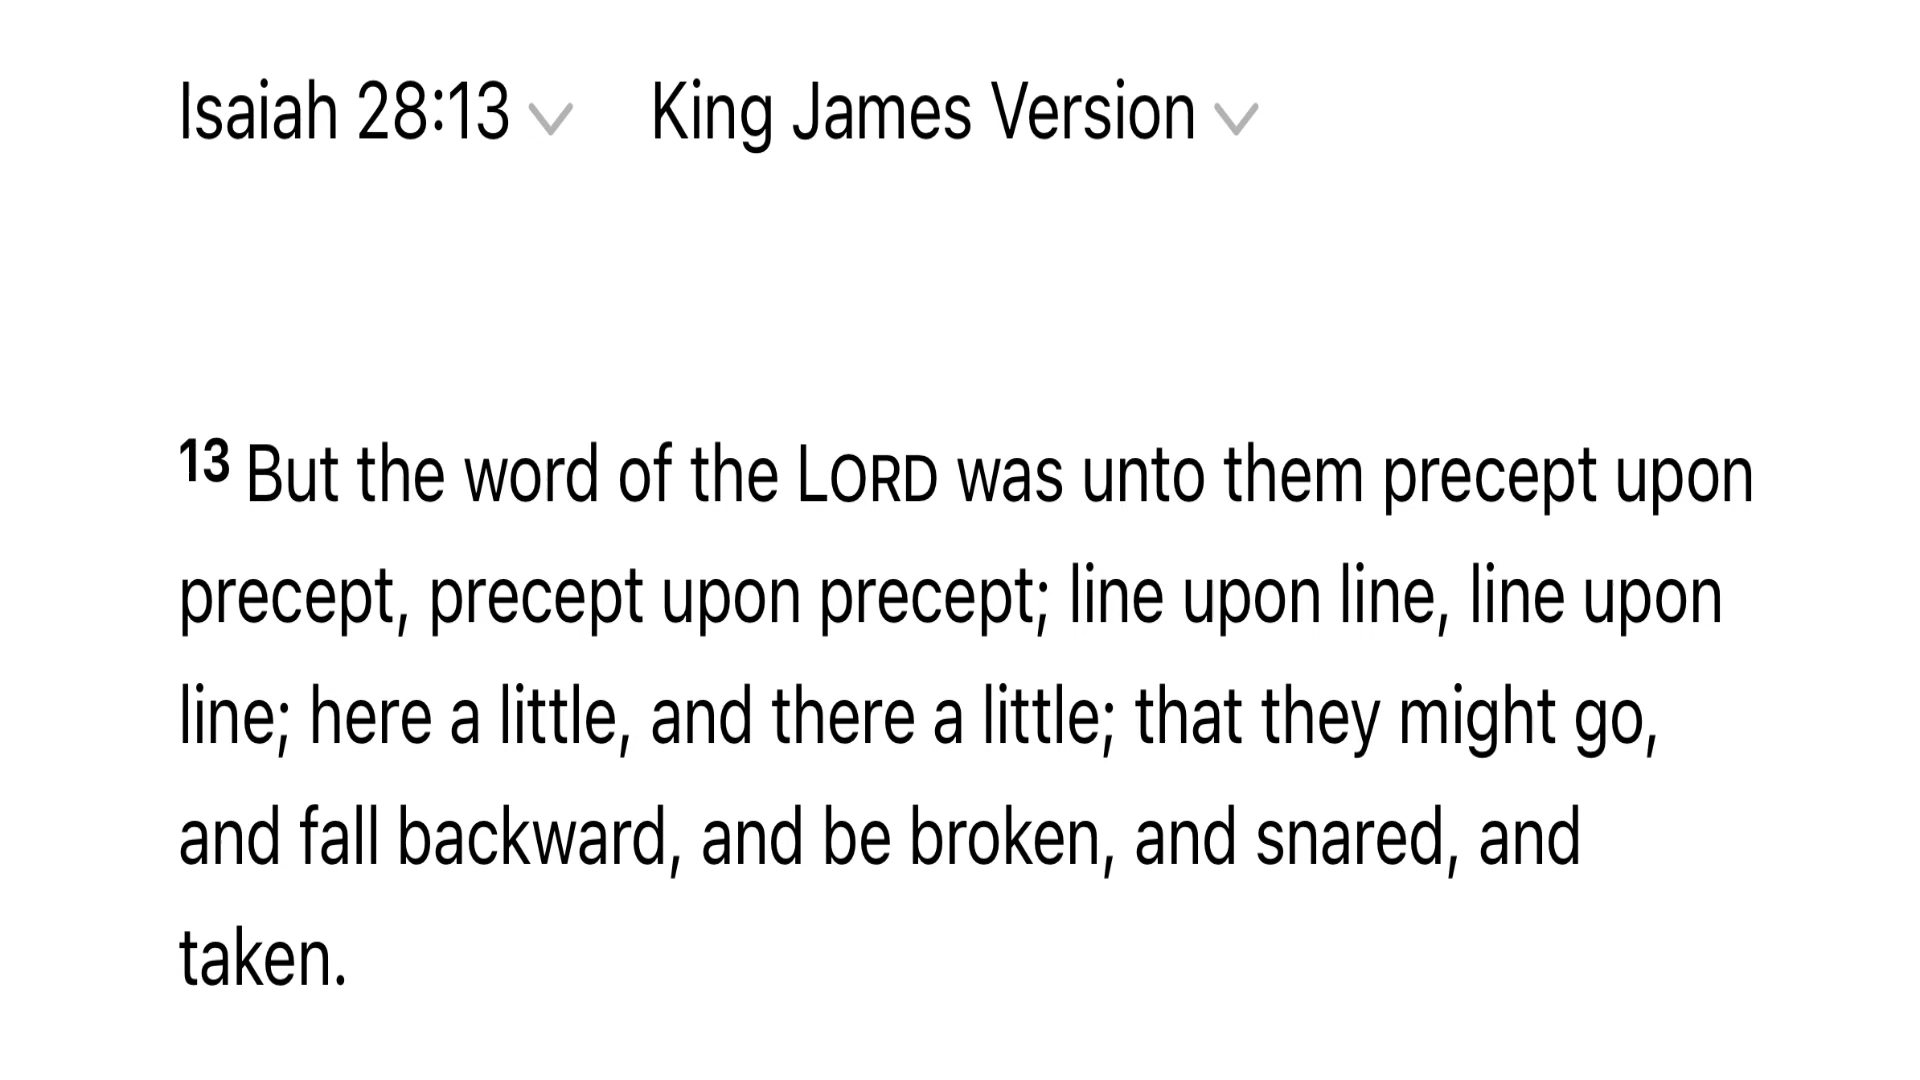 Isaiah 28:13 King James Version
13 But the word of the LORD was unto them precept upon
precept, precept upon precept; line upon line, line upon
line; here a little, and there a little; that they might go,
and fall backward, and be broken, and snared, and
taken.